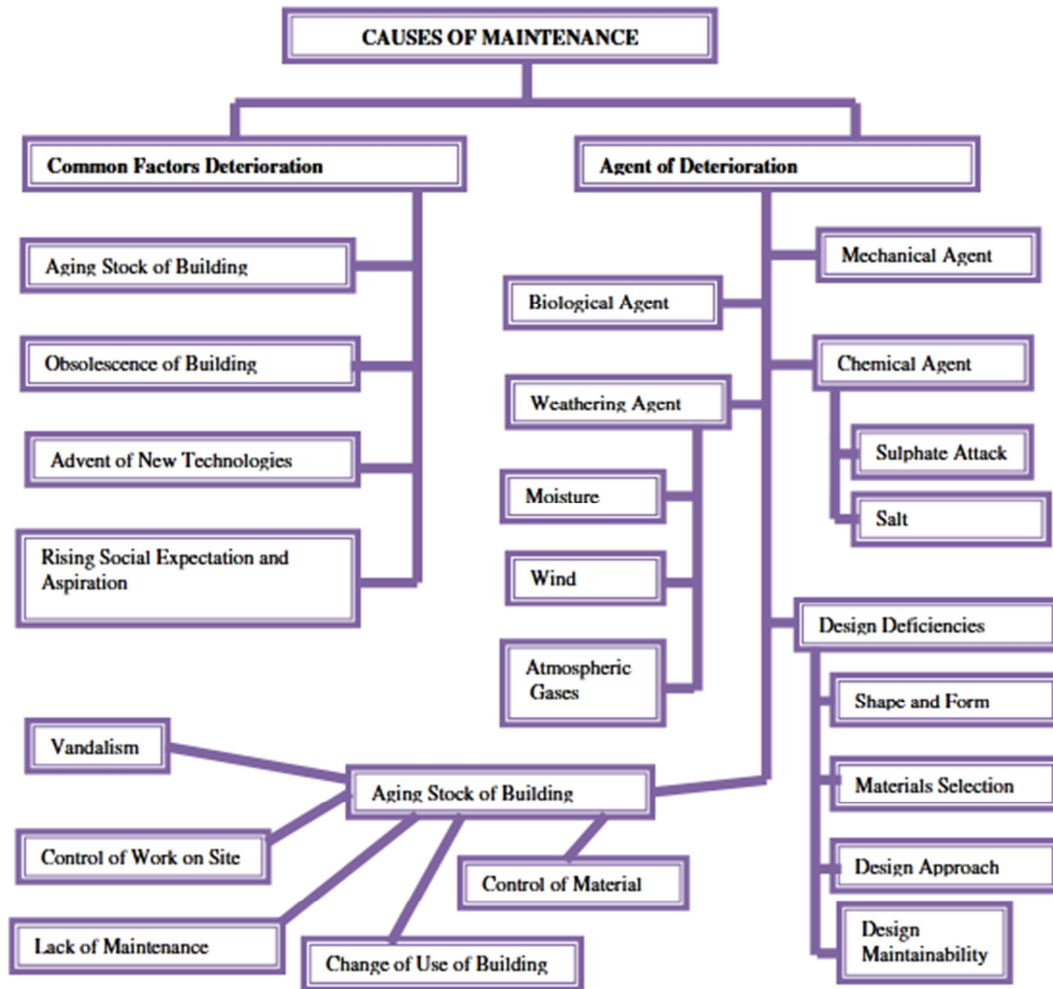 CAUSES OF MAINTENANCE
Common Factors Deterioration
Aging Stock of Building
Obsolescence of Building
Advent of New Technologies
Rising Social Expectation and
Aspiration
Agent of Deterioration
Mechanical Agent
Biological Agent
Chemical Agent
Sulphate Attack
Salt
Weathering Agent
Moisture
Wind
Atmospheric
Gases
Design Deficiencies
Shape and Form
Materials Selection
Design Approach
Design
Maintainability
Aging Stock of Building
Vandalism
Control of Work on Site
Lack of Maintenance
Change of Use of Building
Control of Material